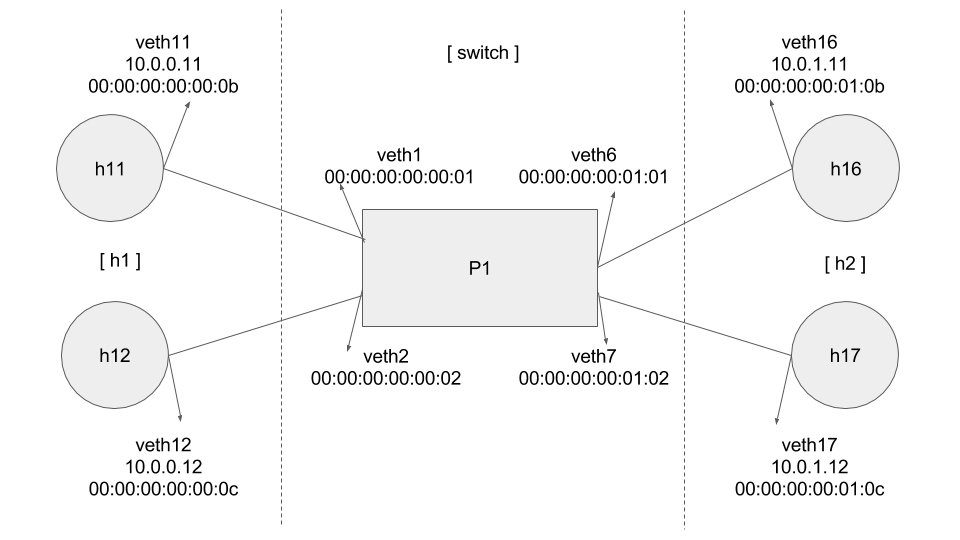 veth11
10.0.0.11
00:00:00:00:00:0b
h11
[ h1 ]
h12
veth12
10.0.0.12
00:00:00:00:00:0c
[ switch ]
veth1
00:00:00:00:00:01
veth6
00:00:00:00:01:01
P1
veth2
00:00:00:00:00:02
veth7
00:00:00:00:01:02
veth16
10.0.1.11
00:00:00:00:01:0b
h16
[ h2 ]
h17
veth17
10.0.1.12
00:00:00:00:01:0c